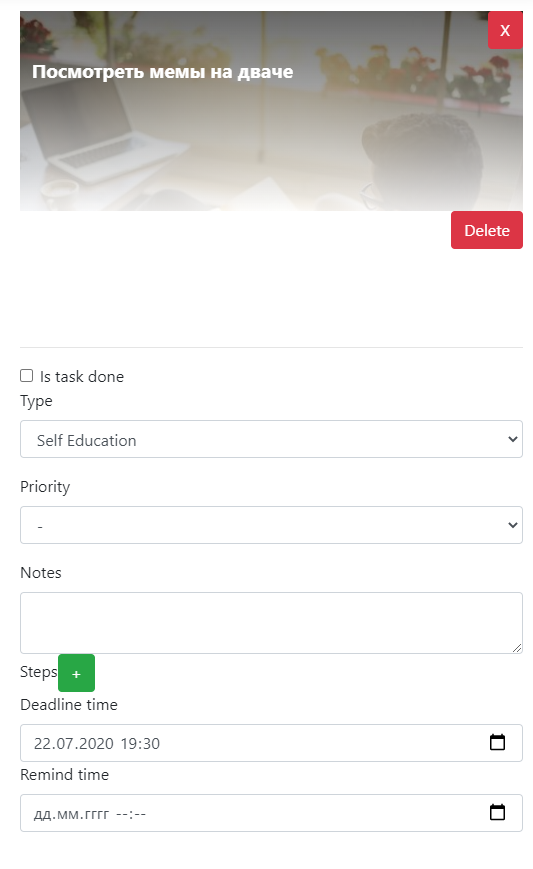 X
Посмотреть мемы на дваче
Delete
Is task done
Type
Self Education
Priority
-
Notes
Steps +
Deadline time
22.07.2020 19:30
Remind time
дд.мм.гггг --:--